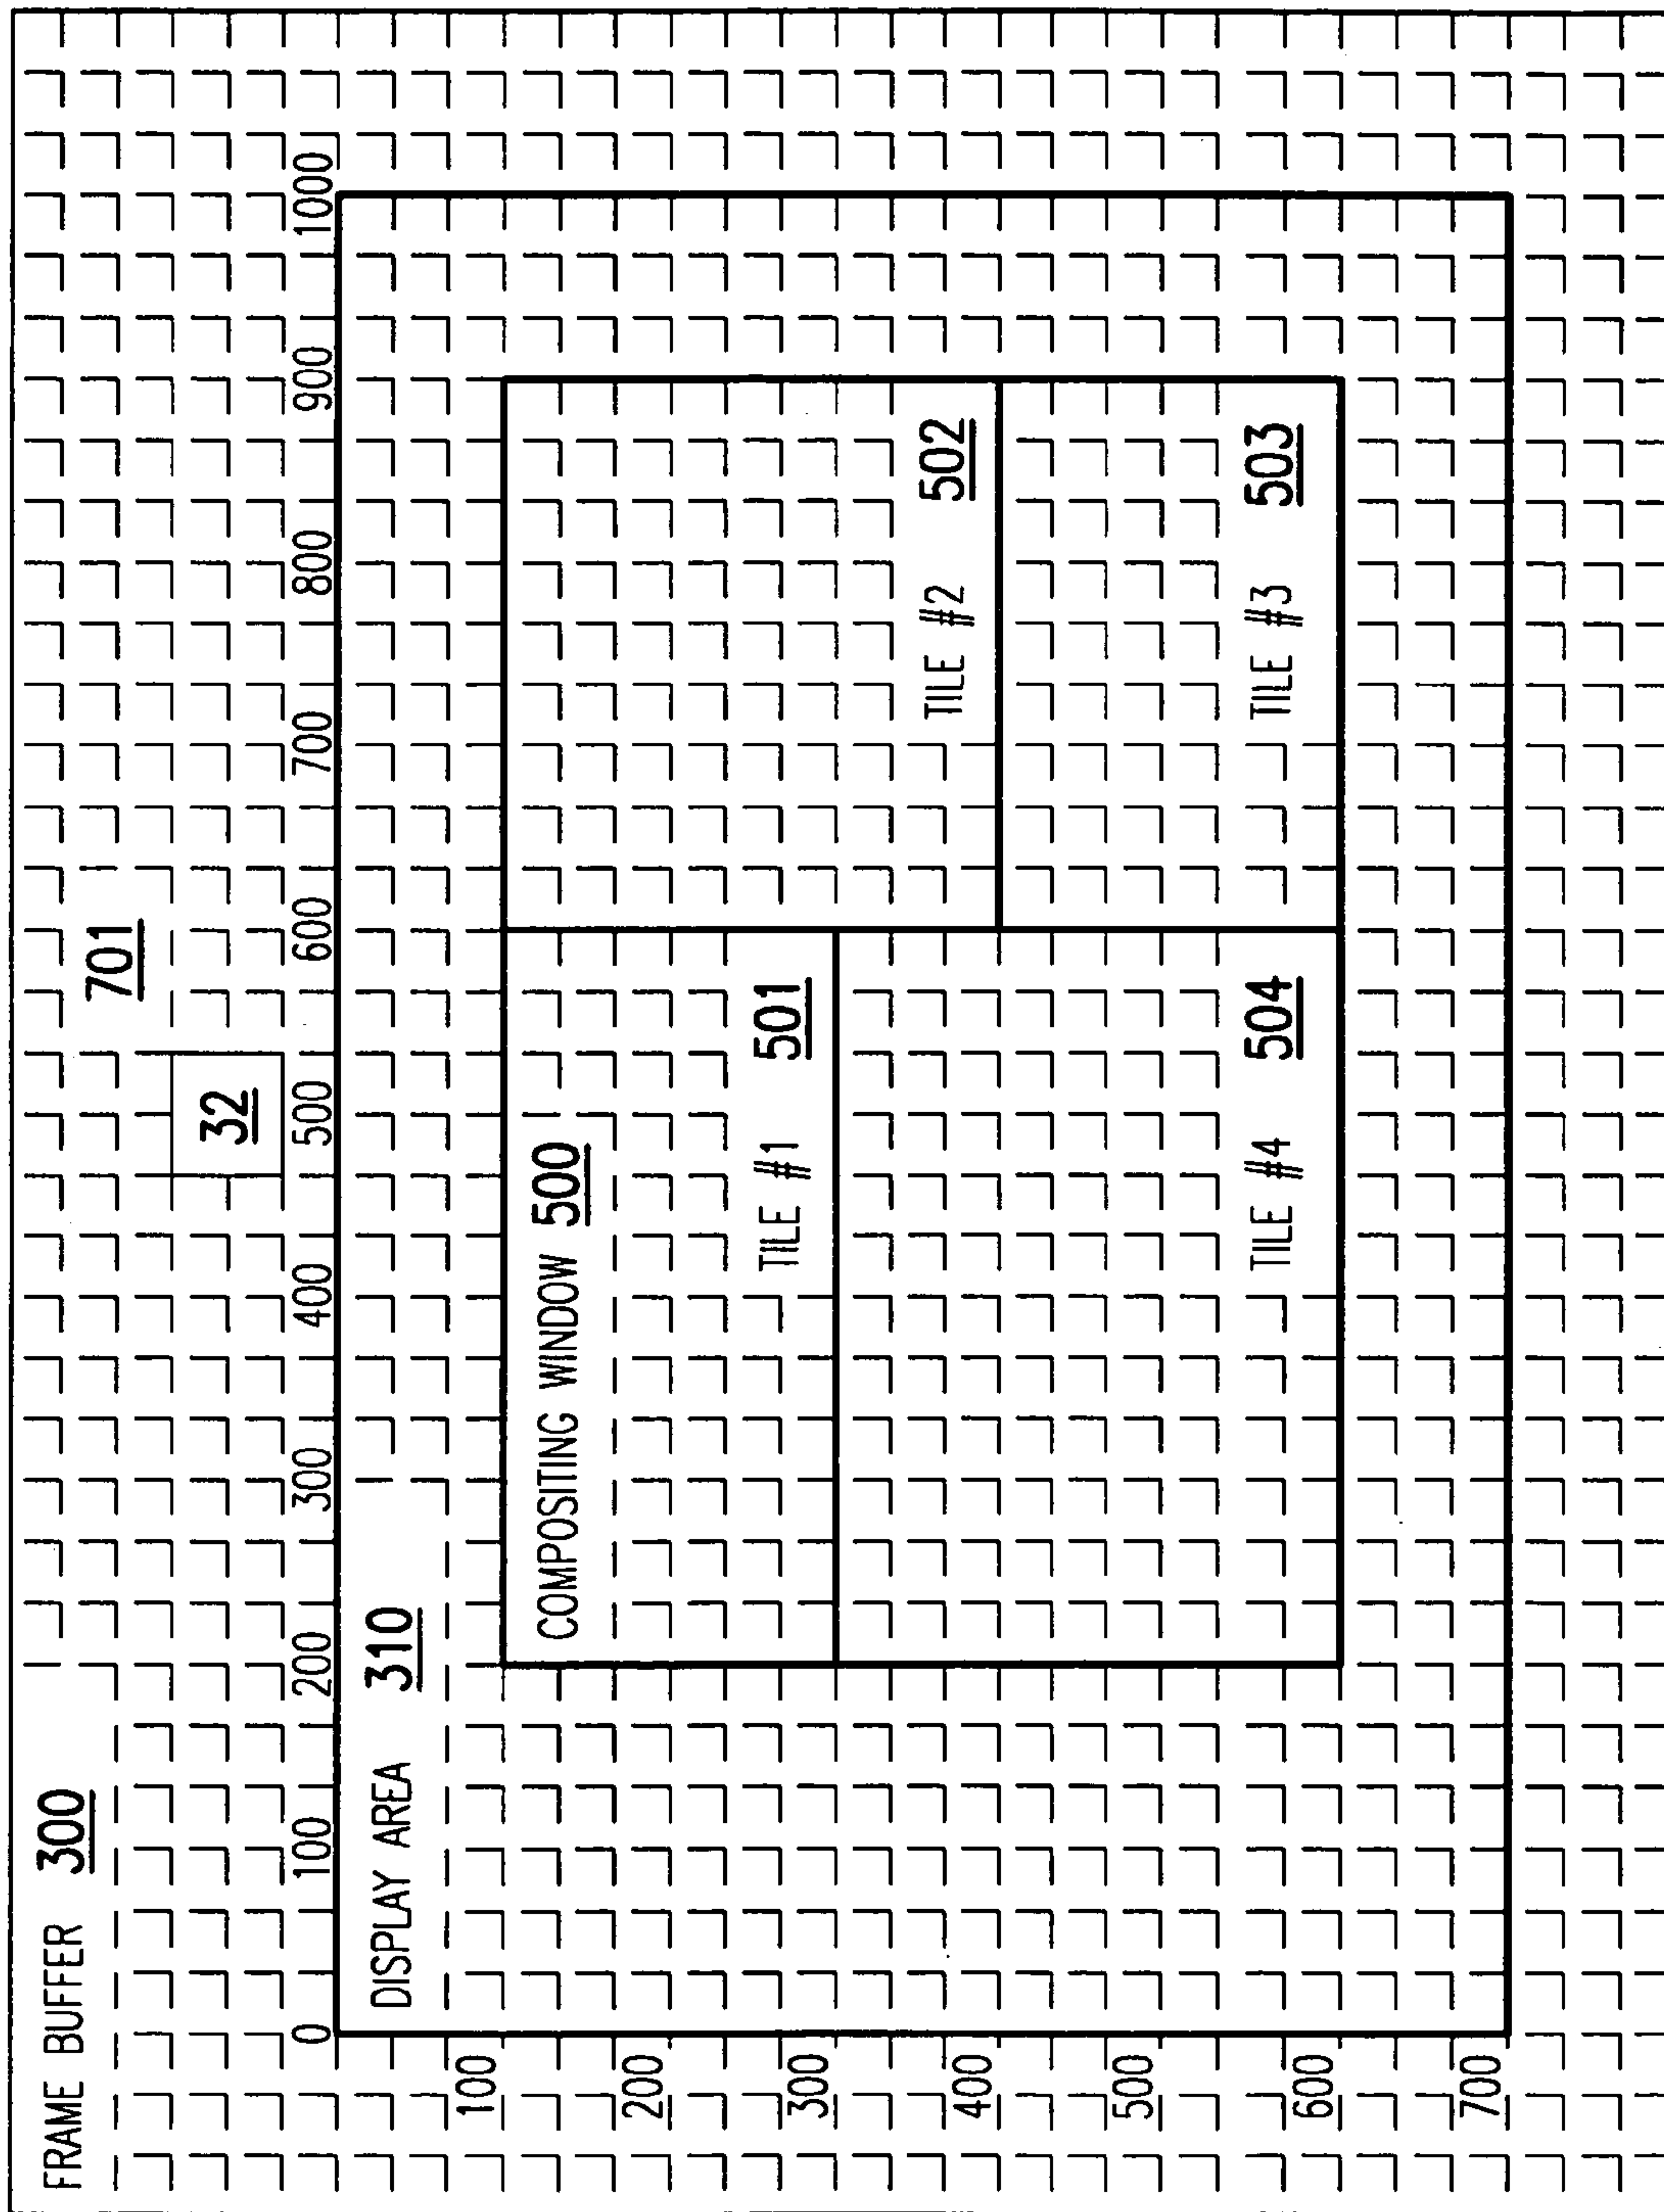 FRAME BUFFER 300
701
32
0 100 200 300 400 500 600 700 800 900 1000
DISPLAY AREA 310
100
200
300
400
500
600
700
COMPOSITING WINDOW 500
TILE #1 501
TILE #2 502
TILE #4 504
TILE #3 503